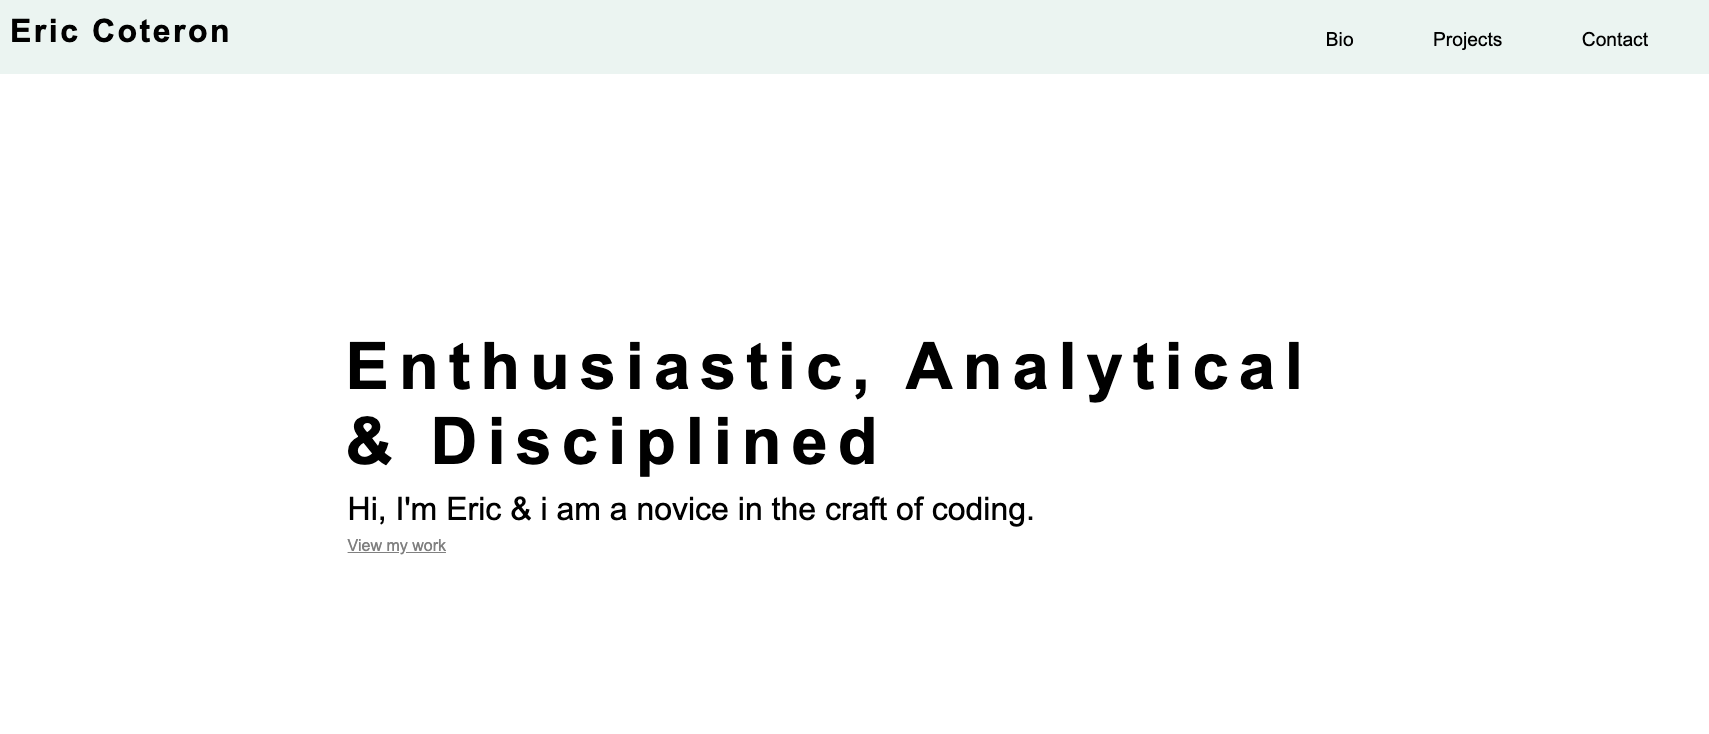 Eric Coteron
Bio
Projects
Contact
Enthusiastic, Analytical
& Disciplined
Hi, I'm Eric & i am a novice in the craft of coding.
View my work